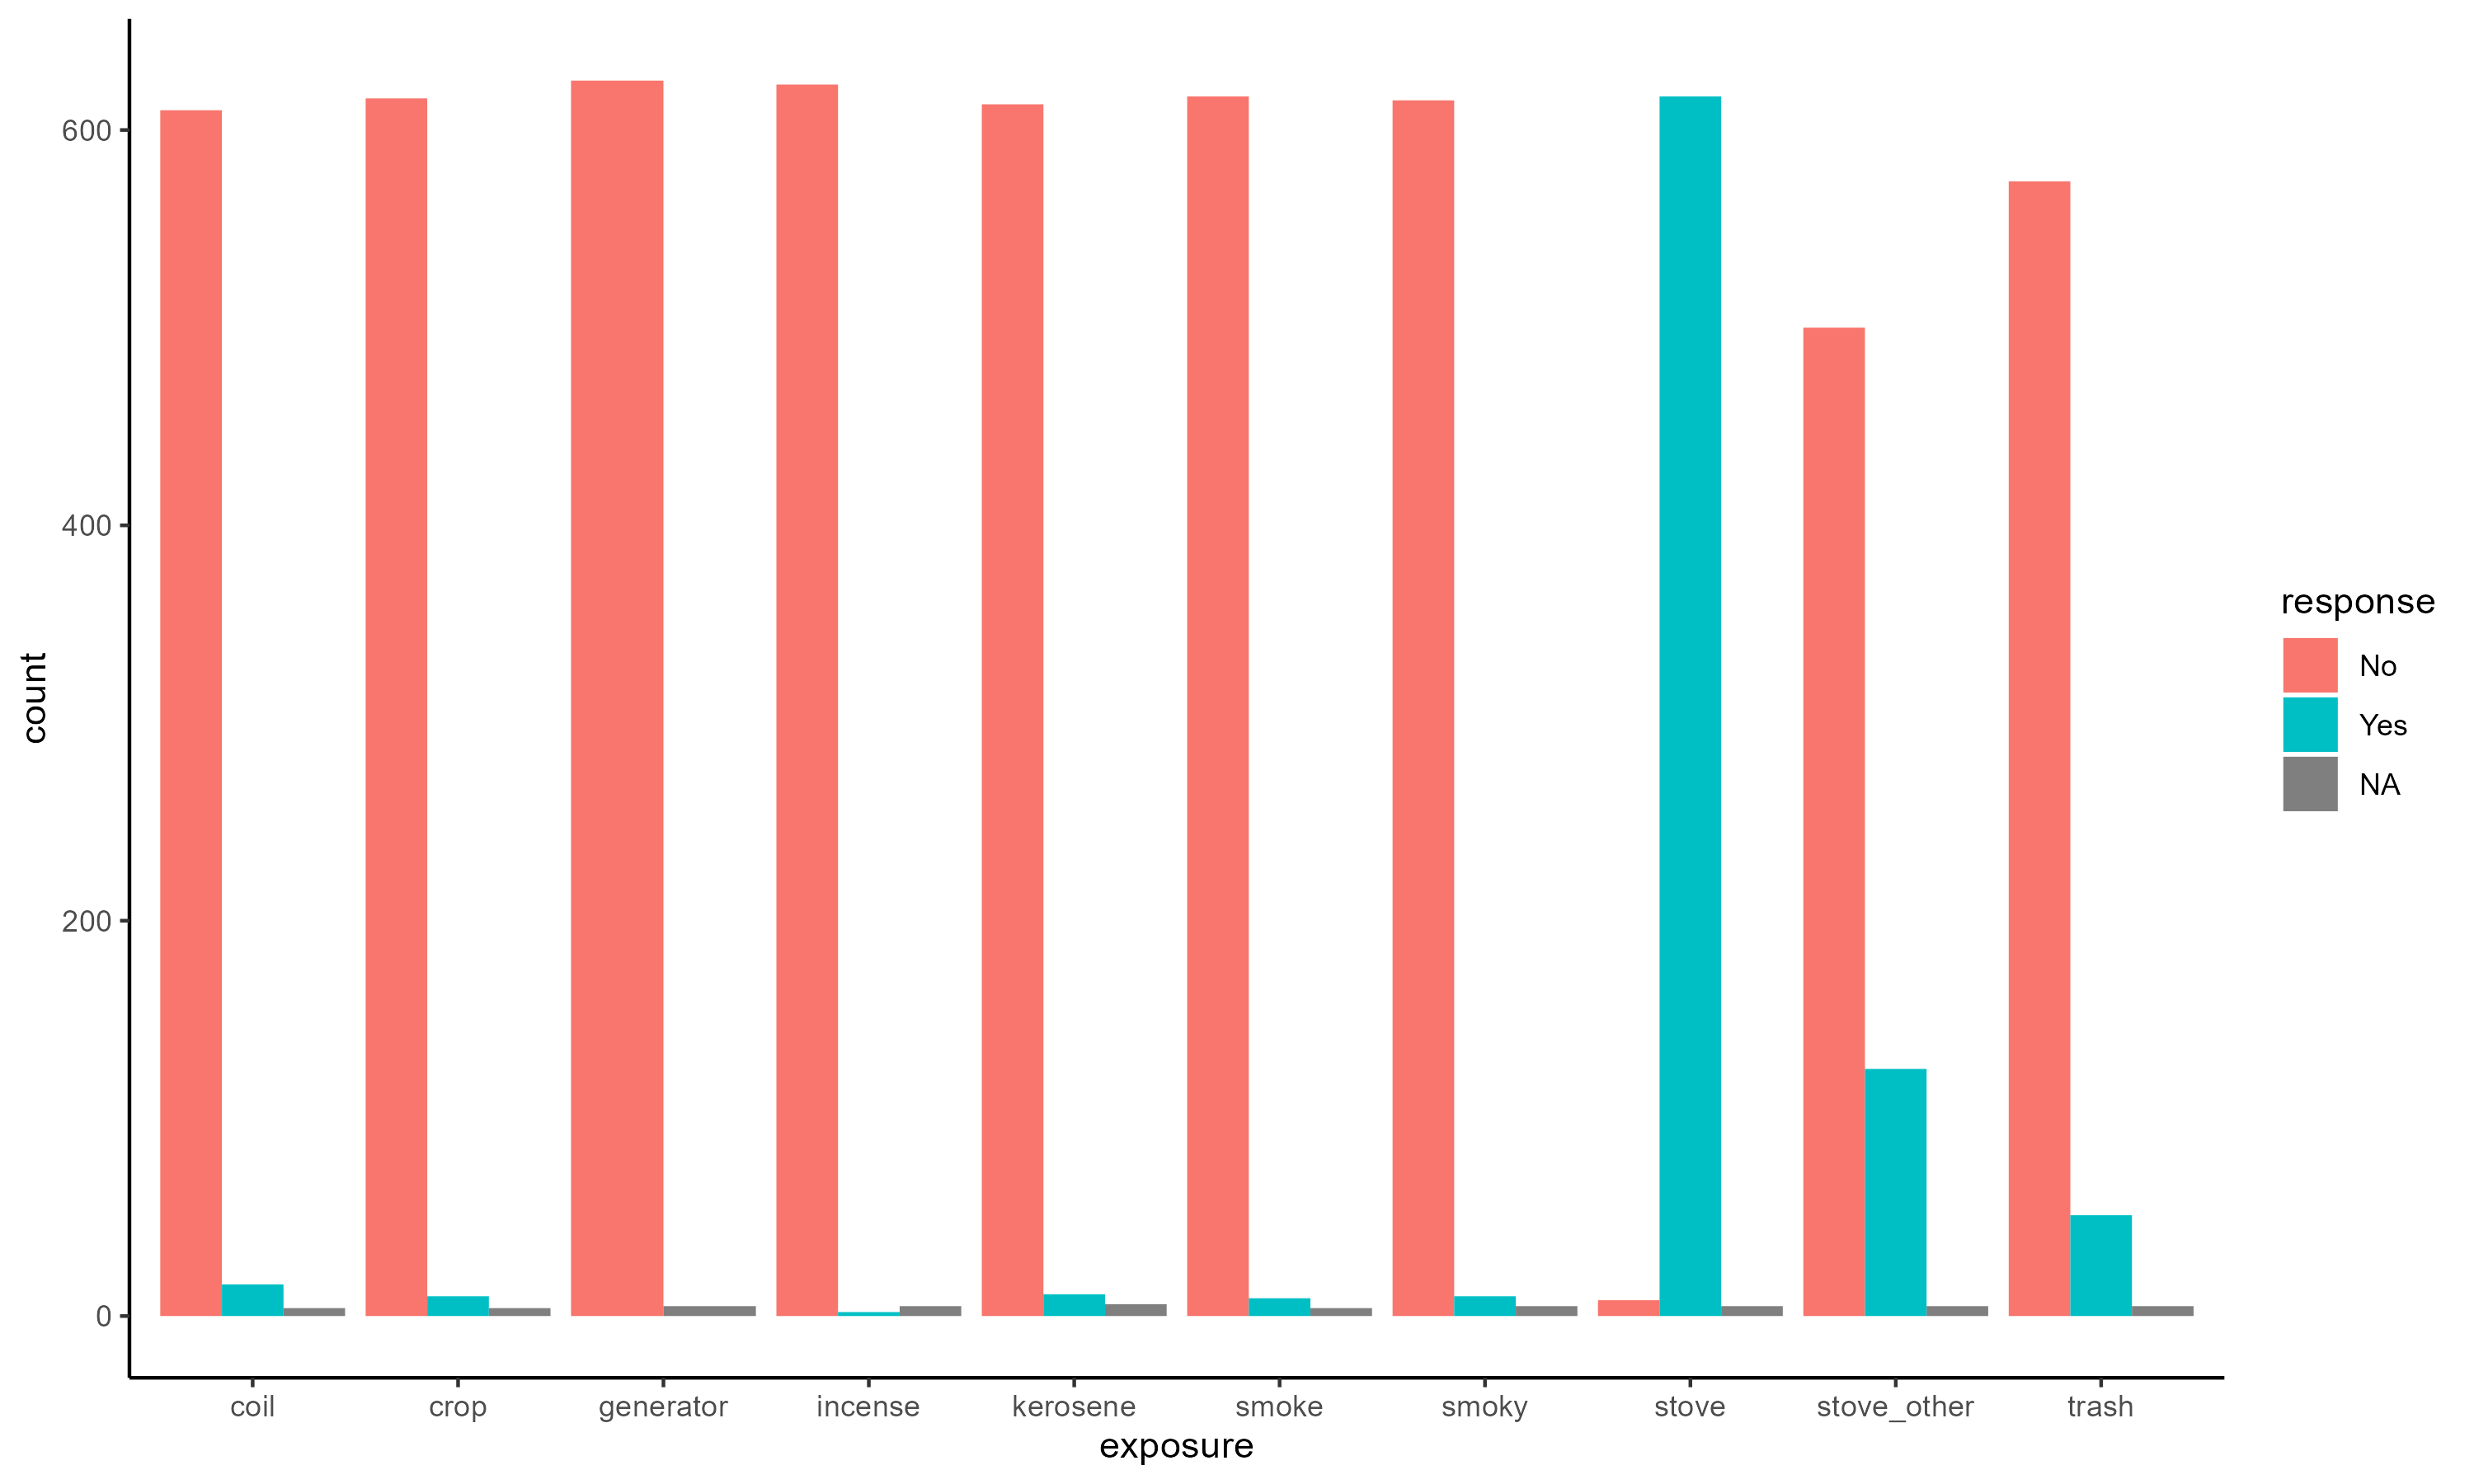 600
400
200
0
count
coil crop generator incense kerosene smoke smoky stove stove_other trash
exposure
response
No
Yes
NA